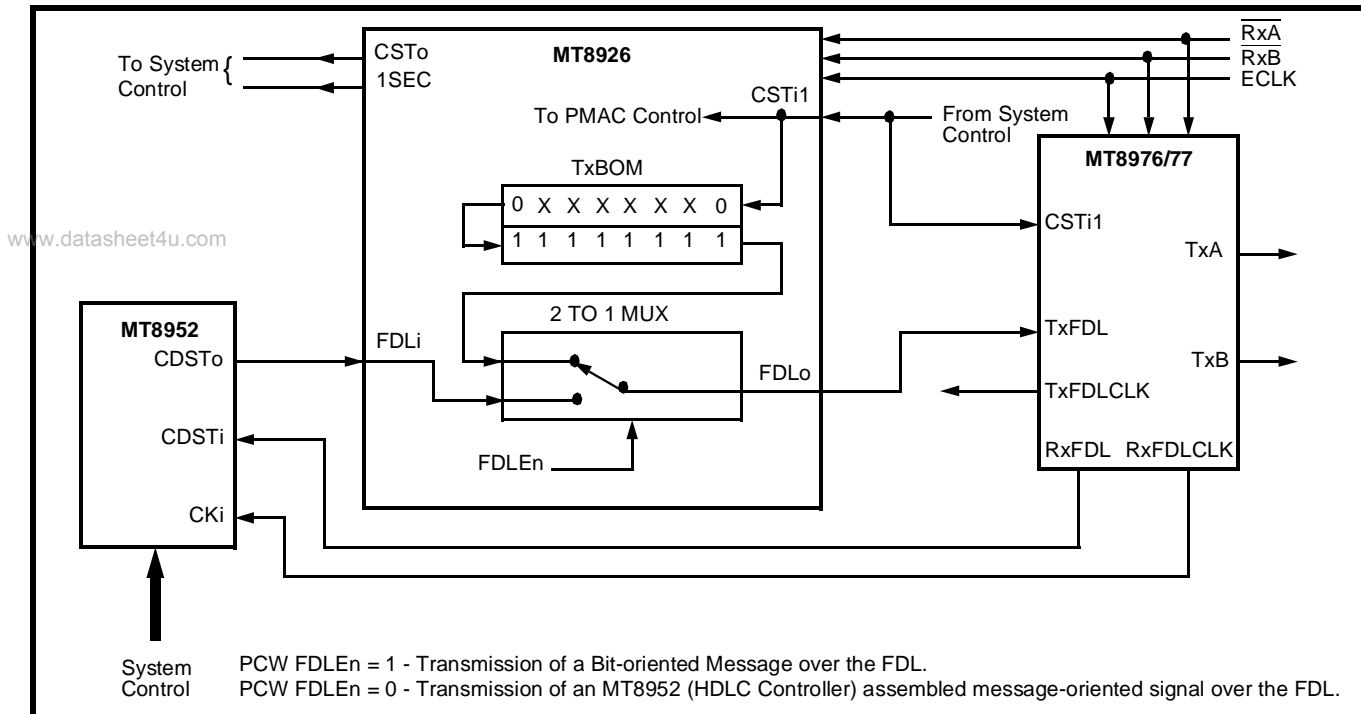 To System {
Control
CSTo
1SEC
MT8926
CSTi1
RxA
RxB
ECLK
To PMAC Control
From System
Control
TxBOM
0 X X X X X X 0
1 1 1 1 1 1 1 1
www.datasheet4u.com
MT8976/77
CSTi1
TxA
TxFDL
TxB
TxFDLCLK
RxFDL RxFDLCLK
2 TO 1 MUX
FDLi
FDLo
FDLEn
MT8952
CDSTo
CDSTi
CKi
System
Control
PCW FDLEn = 1 - Transmission of a Bit-oriented Message over the FDL.
PCW FDLEn = 0 - Transmission of an MT8952 (HDLC Controller) assembled message-oriented signal over the FDL.